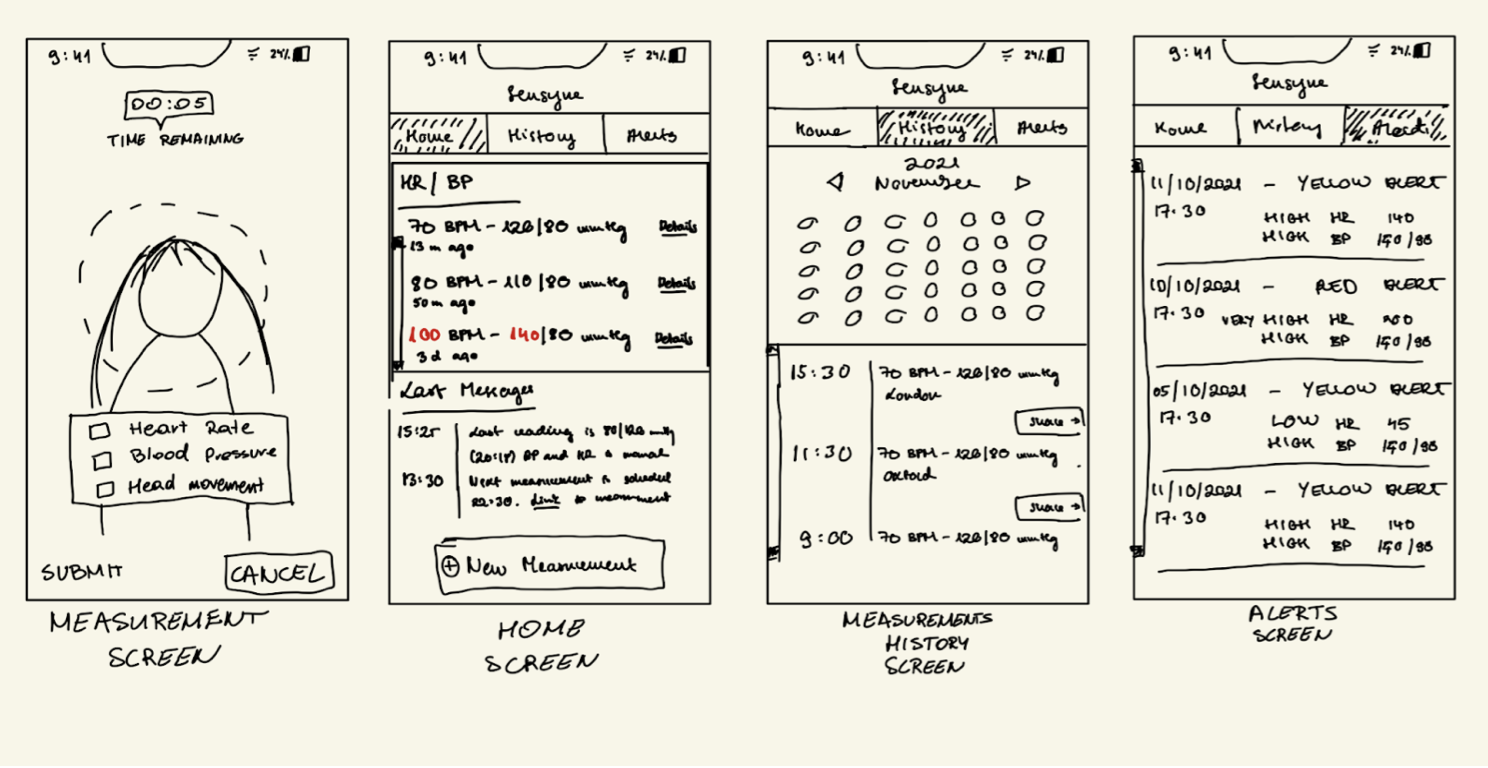 9:41 24%
00:05
TIME REMAINING
Heart Rate
Blood Pressure
Head movement
SUBMIT CANCEL
MEASUREMENT
SCREEN
9:41 24%
Sensyne
Home History Alerts
HR/ BP
70 BPM - 120/80 mmHg Details
13 m ago
80 BPM - 110/80 mmHg Details
50 m ago
100 BPM - 140/80 mmHg Details
3 d ago
Last Messages
15:25 Last reading is 80/120 mmHg
BP and HR is normal
13:30 Next measurement is scheduled
22:30. Link to measurement
New Measurement
HOME
SCREEN
9:41 24%
Sensyne
Home History Alerts
2021
November
15:30 70 BPM - 120/80 mmHg
London
Share →
11:30 70 BPM - 120/80 mmHg
Oxford
Share →
9:00 70 BPM - 120/80 mmHg
MEASUREMENTS
HISTORY
SCREEN
9:41 24%
Sensyne
Home History Alerts
11/10/2021 - YELLOW ALERT
17.30 HIGH HR 140
HIGH BP 150/90
10/10/2021 - RED ALERT
17.30 VERY HIGH HR 200
HIGH BP 150/90
05/10/2021 - YELLOW ALERT
17.30 LOW HR 45
HIGH BP 150/90
11/10/2021 - YELLOW ALERT
17.30 HIGH HR 140
HIGH BP 150/90
ALERTS
SCREEN